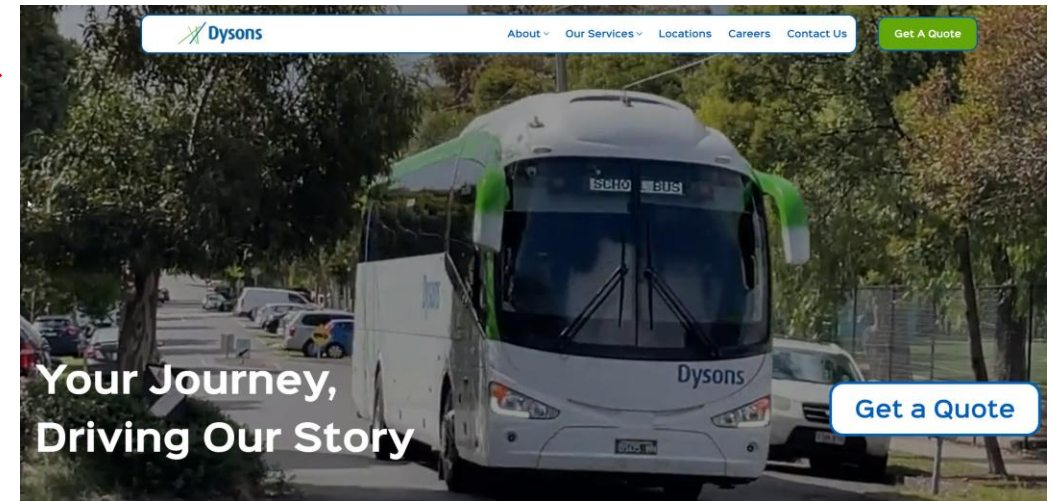 Dysons
About Our Services Locations Careers Contact Us
Get A Quote
SCHO L BUS
Dysons
Dysons
Your Journey,
Driving Our Story
Get a Quote